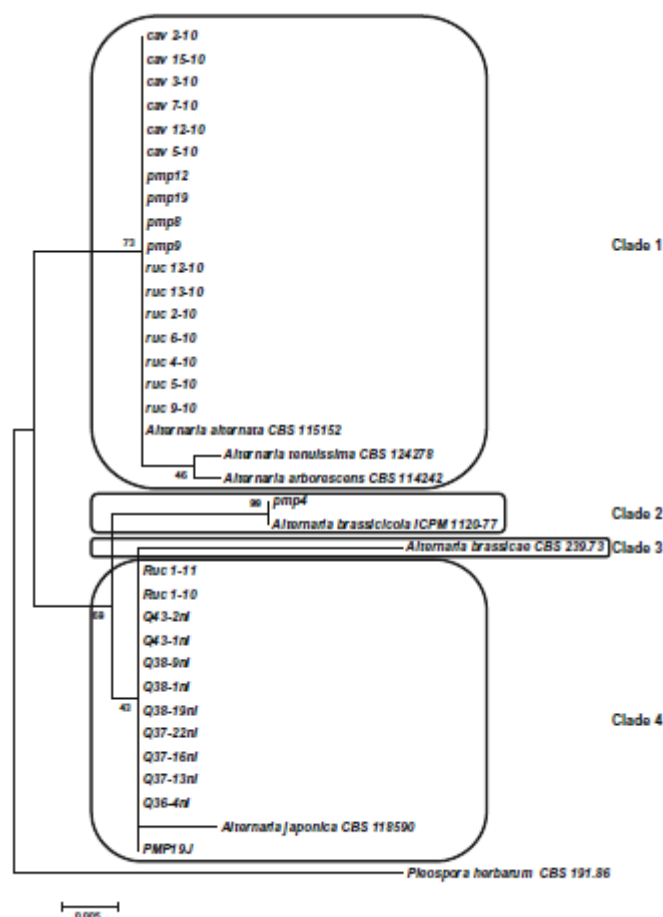 cav 2-10
cav 15-10
cav 3-10
cav 7-10
cav 12-10
cav 5-10
pmp12
pmp19
pmp8
pmp9
73
Clade 1
ruc 12-10
ruc 13-10
ruc 2-10
ruc 6-10
ruc 4-10
ruc 5-10
ruc 9-10
Alternaria alternata CBS 115152
Alternaria tenuissima CBS 124278
46
Alternaria arborescens CBS 114242
99
pmp4
Clade 2
Alternaria brassicicola ICPM 1120-77
Alternaria brassicae CBS 239.73
Clade 3
Ruc 1-11
Ruc 1-10
69
Q43-2nl
Q43-1nl
Q38-9nl
Q38-1nl
43
Q38-19nl
Clade 4
Q37-22nl
Q37-16nl
Q37-13nl
Q36-4nl
Alternaria japonica CBS 118590
PMP19J
Pleospora herbarum CBS 191.86
0.005